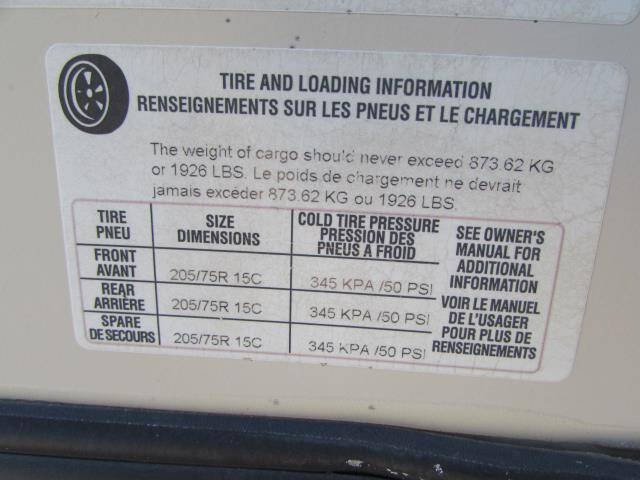 TIRE AND LOADING INFORMATION
RENSEIGNEMENTS SUR LES PNEUS ET LE CHARGEMENT
The weight of cargo should never exceed 873.62 KG
or 1926 LBS. Le poids de chargement ne devrait
jamais excéder 873.62 KG ou 1926 LBS.
TIRE
PNEU
SIZE
DIMENSIONS
COLD TIRE PRESSURE
PRESSION DES
PNEUS A FROID
SEE OWNER'S
MANUAL FOR
ADDITIONAL
INFORMATION
VOIR LE MANUEL
DE L'USAGER
POUR PLUS DE
RENSEIGNEMENTS
FRONT
AVANT
205/75R 15C
345 KPA /50 PSI
REAR
ARRIÈRE
205/75R 15C
345 KPA /50 PSI
SPARE
DE SECOURS
205/75R 15C
345 KPA /50 PSI